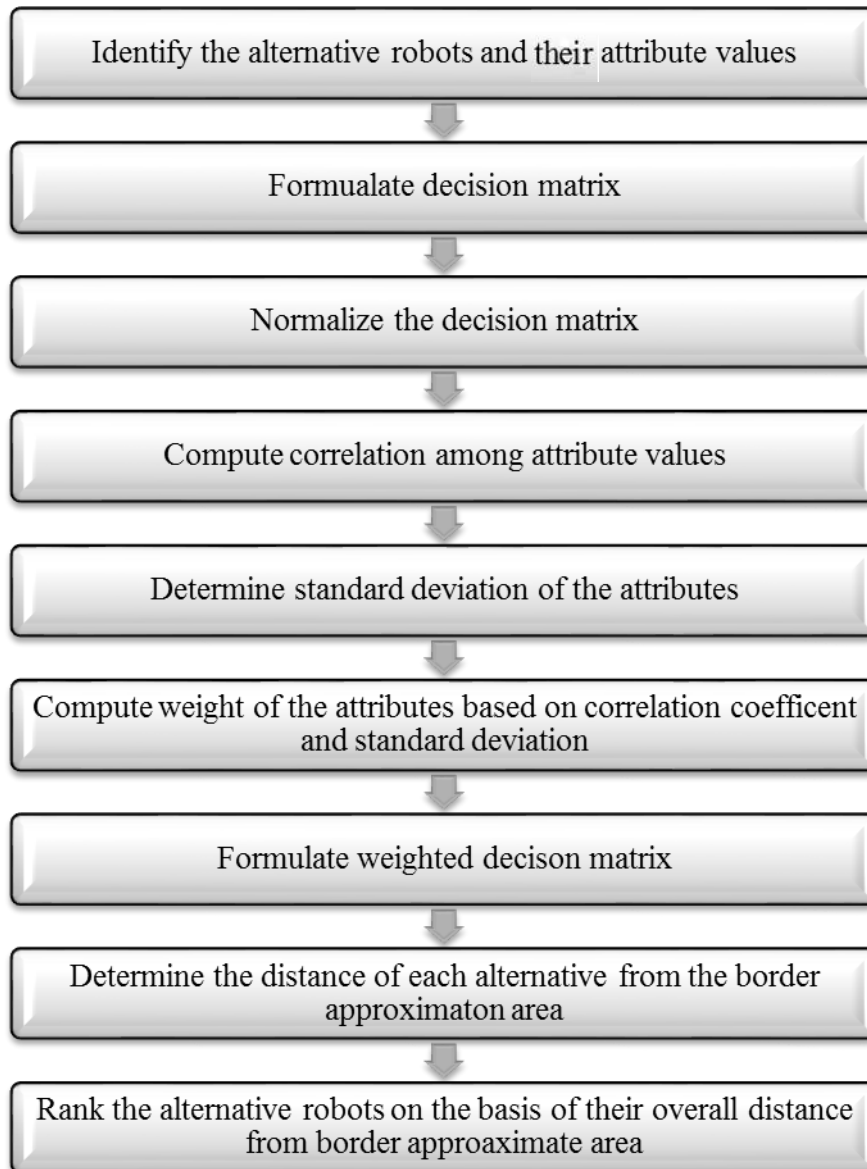 Identify the alternative robots and their attribute values
Formualate decision matrix
Normalize the decision matrix
Compute correlation among attribute values
Determine standard deviation of the attributes
Compute weight of the attributes based on correlation coefficent
and standard deviation
Formulate weighted decison matrix
Determine the distance of each alternative from the border
approximaton area
Rank the alternative robots on the basis of their overall distance
from border approaximate area